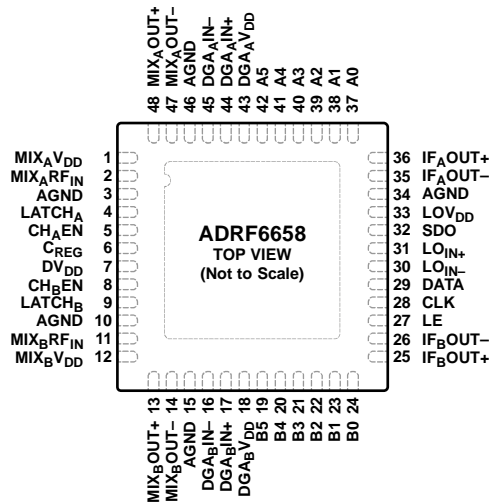 MIXAOUT+
MIXAOUT–
AGND
DGAAIN–
DGAAIN+
DGAAVDD
A5
A4
A3
A2
A1
A0
48 47 46 45 44 43 42 41 40 39 38 37
MIXAVDD 1
MIXARFIN 2
AGND 3
LATCHA 4
CHAEN 5
CREG 6
DVDD 7
CHBEN 8
LATCHB 9
AGND 10
MIXBRFIN 11
MIXBVDD 12
ADRF6658
TOP VIEW
(Not to Scale)
36 IFAOUT+
35 IFAOUT–
34 AGND
33 LOVDD
32 SDO
31 LOIN+
30 LOIN–
29 DATA
28 CLK
27 LE
26 IFBOUT–
25 IFBOUT+
MIXBOUT+ 13
MIXBOUT– 14
AGND 15
DGABIN– 16
DGABIN+ 17
DGABVDD 18
B5 19
B4 20
B3 21
B2 22
B1 23
B0 24